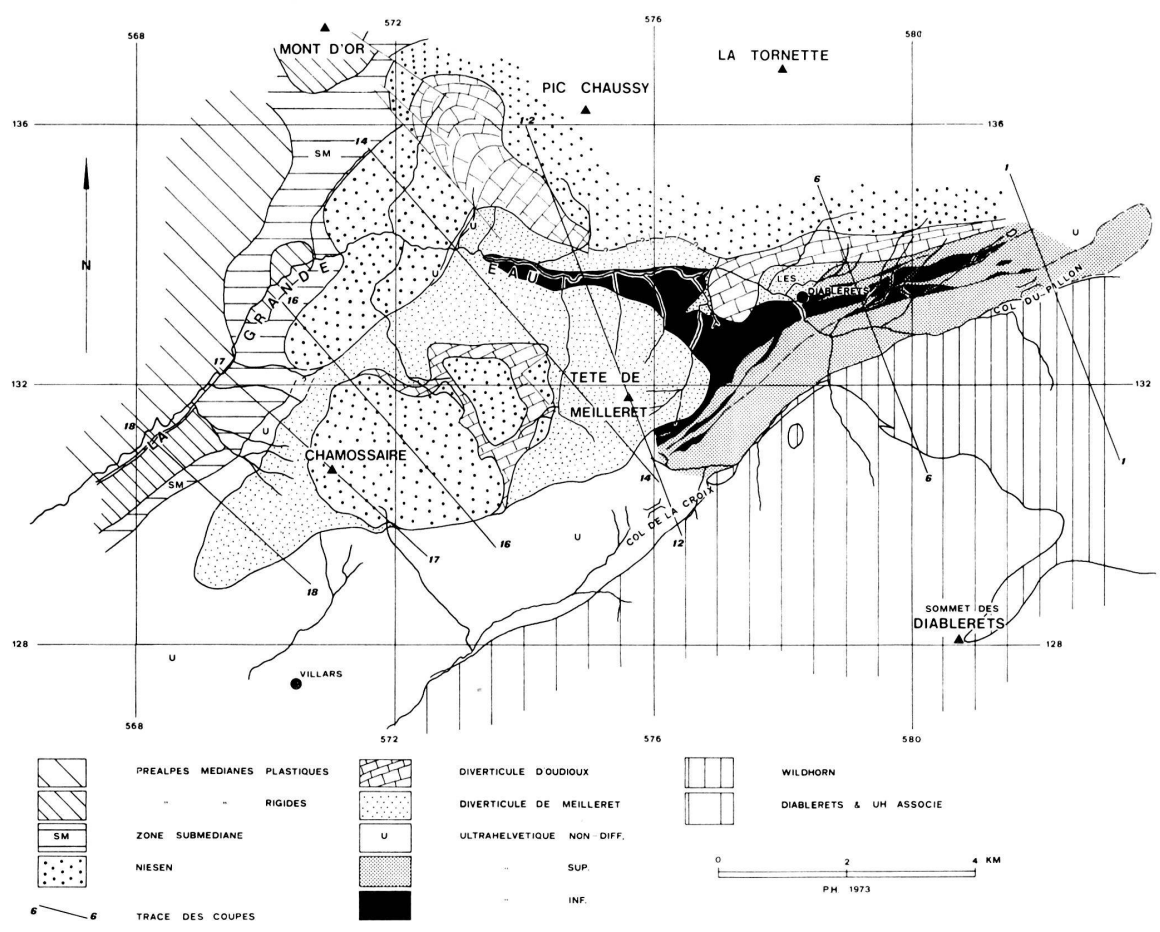 568
572
576
580
MONT D'OR
LA TORNETTE
PIC CHAUSSY
136
136
12
14
SM
6
1
U
N
GRANDE
EAU
U
U
LES
DIABLERETS
COL DU PILLON
16
17
132
TETE DE
MEILLERET
132
18
LA
U
CHAMOSSAIRE
SM
14
6
1
COL DE LA CROIX
16
U
12
17
18
SOMMET DES
DIABLERETS
128
128
U
VILLARS
568
572
576
580
PREALPES MEDIANES PLASTIQUES
" " RIGIDES
SM ZONE SUBMEDIANE
NIESEN
6 6 TRACE DES COUPES
DIVERTICULE D'OUDIOUX
DIVERTICULE DE MEILLERET
U ULTRAHELVETIQUE NON-DIFF.
" SUP.
" INF.
WILDHORN
DIABLERETS & UH ASSOCIE
0 2 4 KM
PH 1973